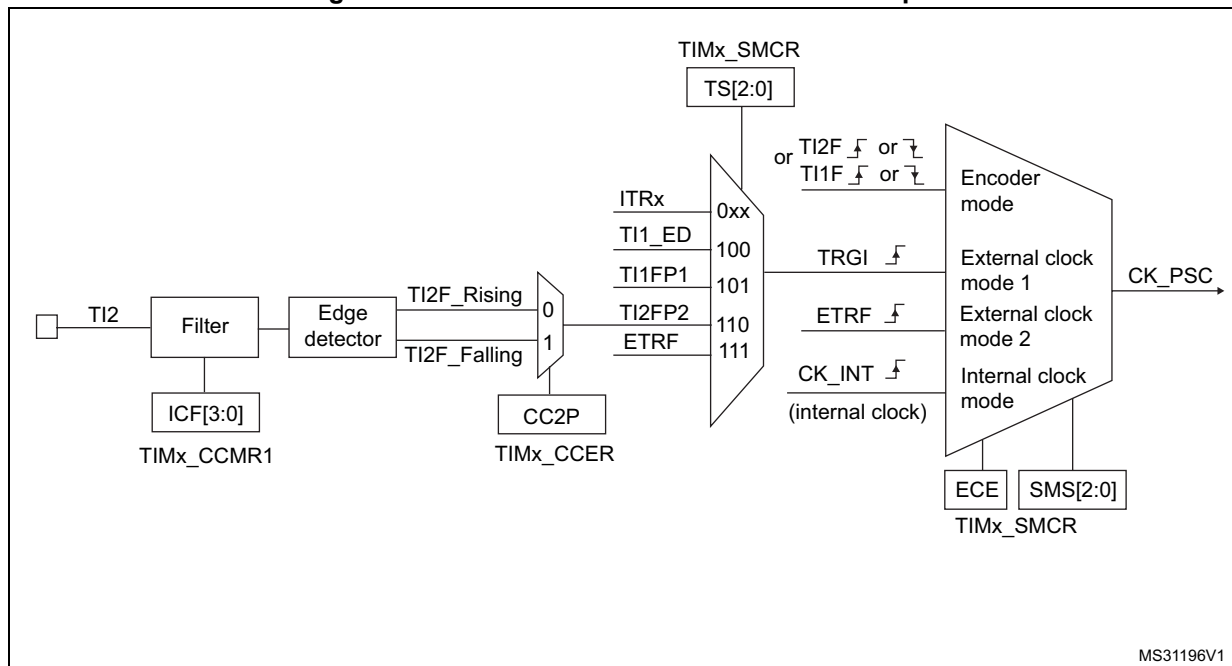 TIMx_SMCR
TS[2:0]
or TI2F or
TI1F or
Encoder
mode
ITRx
0xx
TI1_ED
100
TRGI
External clock
mode 1
CK_PSC
TI1FP1
101
TI2
Filter
Edge
detector
TI2F_Rising
0
TI2F_Falling
1
TI2FP2
110
ETRF
111
ETRF
External clock
mode 2
CK_INT
(internal clock)
Internal clock
mode
ICF[3:0]
TIMx_CCMR1
CC2P
TIMx_CCER
ECE
SMS[2:0]
TIMx_SMCR
MS31196V1